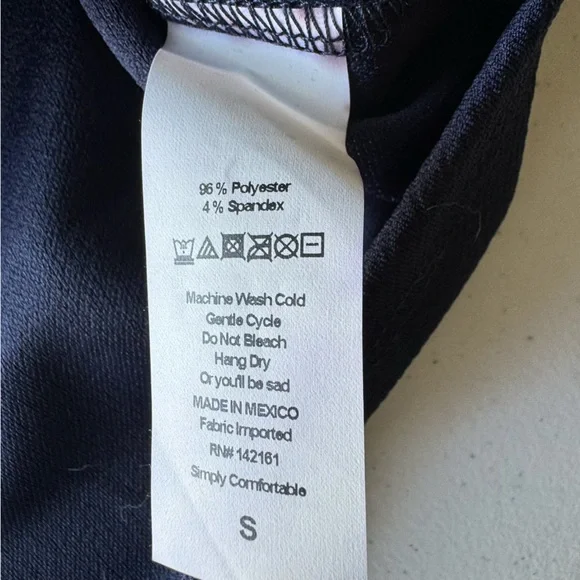 96 % Polyester
4 % Spandex
Machine Wash Cold
Gentle Cycle
Do Not Bleach
Hang Dry
Or you'll be sad
MADE IN MEXICO
Fabric Imported
RN# 142161
Simply Comfortable
S